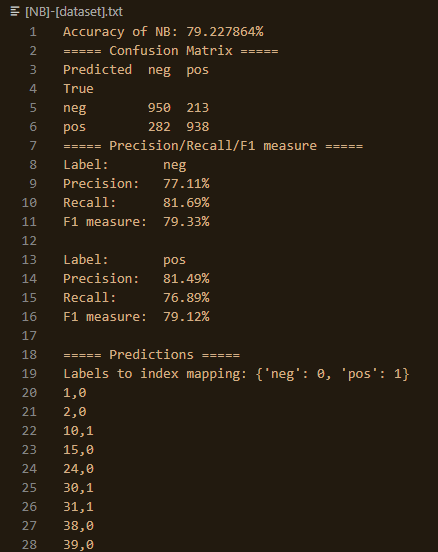 [NB]-[dataset].txt
1 Accuracy of NB: 79.227864%
2 ===== Confusion Matrix =====
3 Predicted  neg  pos
4 True
5 neg        950  213
6 pos        282  938
7 ===== Precision/Recall/F1 measure =====
8 Label:       neg
9 Precision:   77.11%
10 Recall:      81.69%
11 F1 measure:  79.33%
12
13 Label:       pos
14 Precision:   81.49%
15 Recall:      76.89%
16 F1 measure:  79.12%
17
18 ===== Predictions =====
19 Labels to index mapping: {'neg': 0, 'pos': 1}
20 1,0
21 2,0
22 10,1
23 15,0
24 24,0
25 30,1
26 31,1
27 38,0
28 39,0